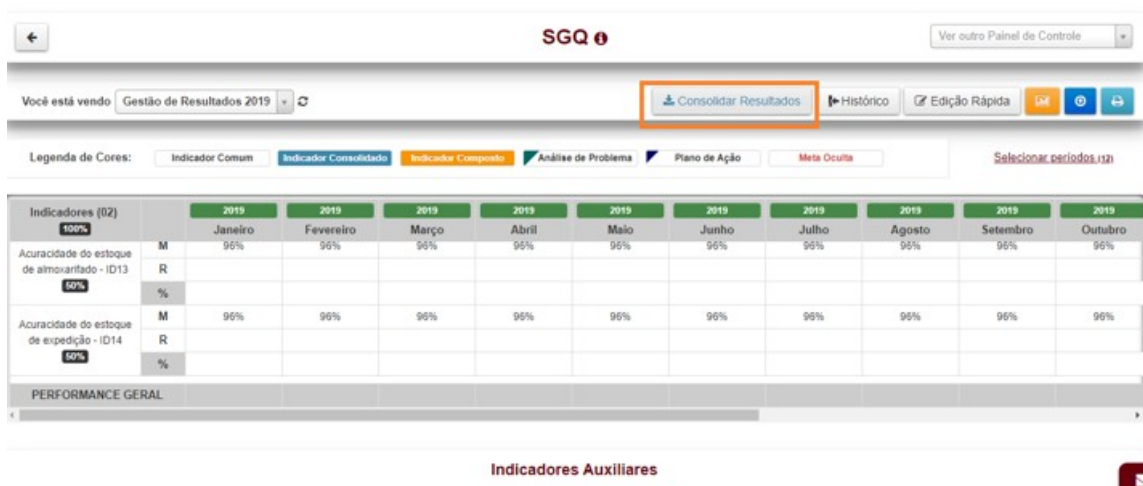 SGQ
Ver outro Painel de Controle
Você está vendo Gestão de Resultados 2019 Consolidar Resultados Histórico Edição Rápida
Legenda de Cores: Indicador Comum Indicador Consolidado Indicador Composto Análise de Problema Plano de Ação Meta Oculta Selecionar períodos (12)
Indicadores (02) 2019 2019 2019 2019 2019 2019 2019 2019 2019 2019
100% Janeiro Fevereiro Março Abril Maio Junho Julho Agosto Setembro Outubro
Acuracidade do estoque M 96% 96% 96% 96% 96% 96% 96% 96% 96% 96%
de almoxarifado - ID13 R
50% %
Acuracidade do estoque M 96% 96% 96% 96% 96% 96% 96% 96% 96% 96%
de expedição - ID14 R
50% %
PERFORMANCE GERAL
Indicadores Auxiliares